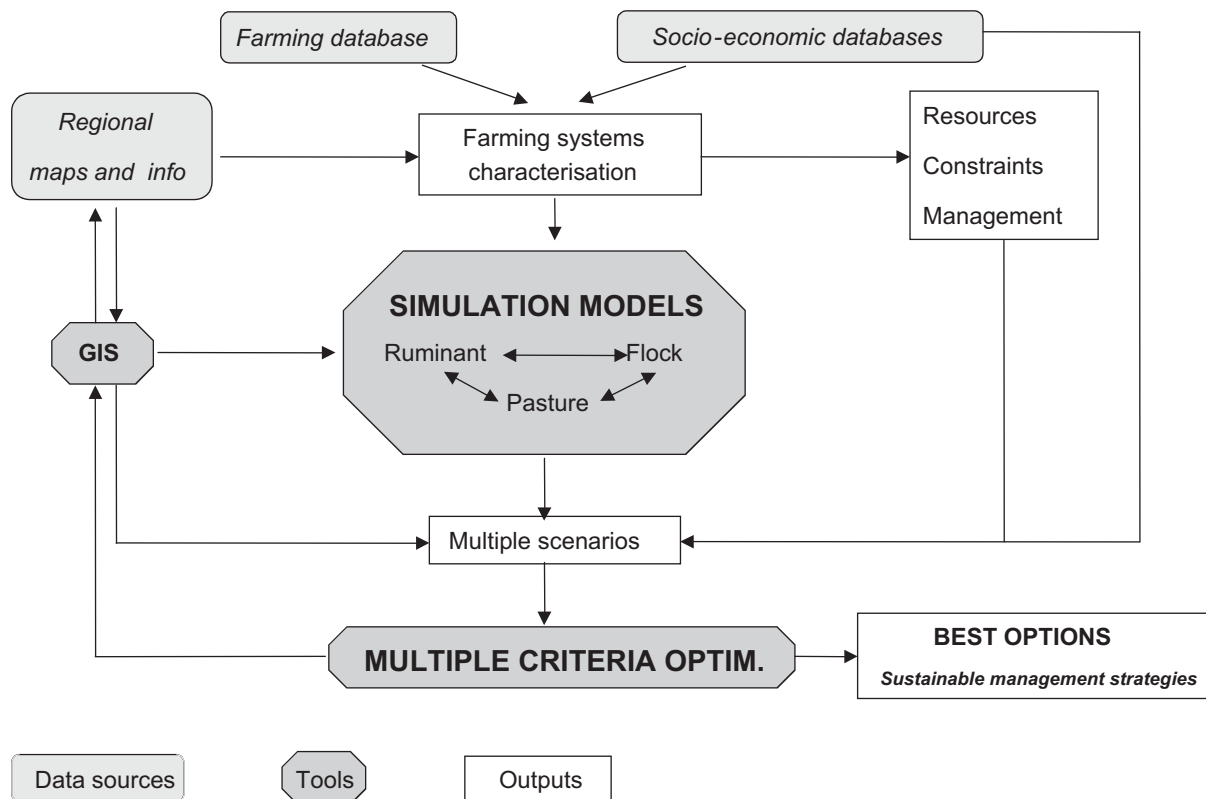 Farming database
Socio-economic databases
Regional
maps and info
Farming systems
characterisation
Resources
Constraints
Management
SIMULATION MODELS
Ruminant
Flock
Pasture
GIS
Multiple scenarios
MULTIPLE CRITERIA OPTIM.
BEST OPTIONS
Sustainable management strategies
Data sources
Tools
Outputs